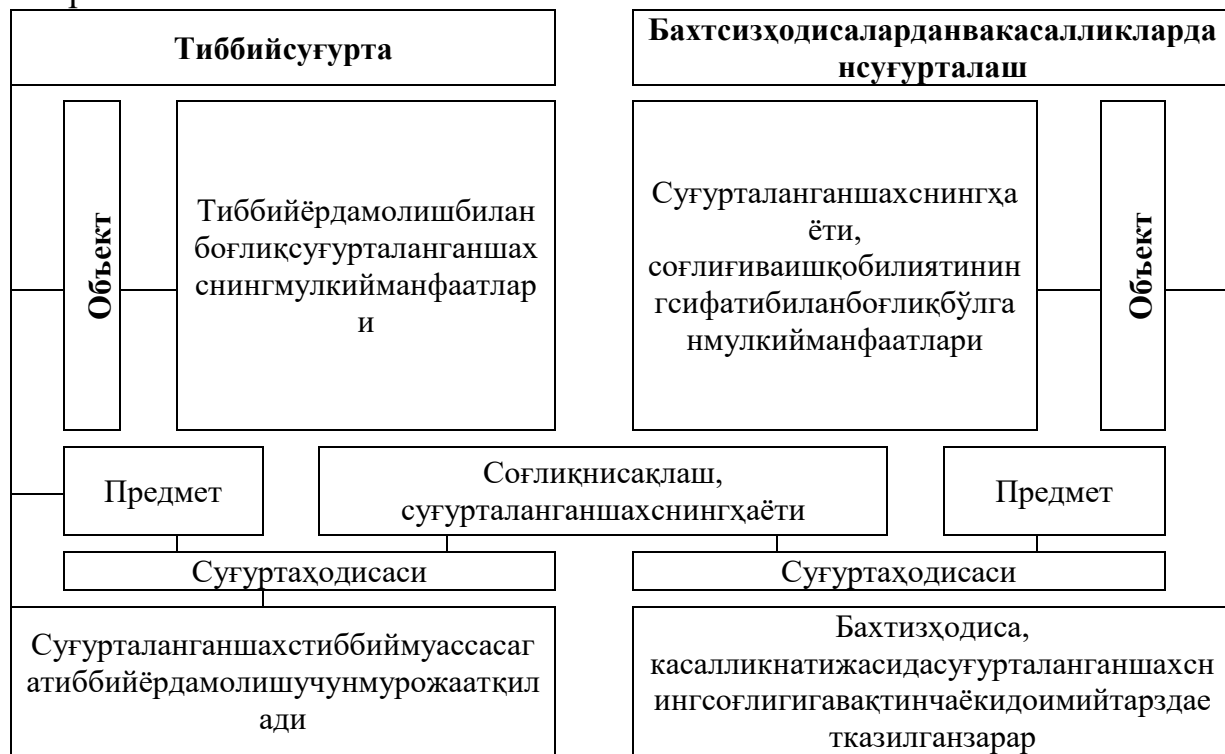 Тиббийсуғурта
Бахтсизҳодисаларданвакасалликларда
нсуғурталаш
Объект
Тиббийёрдамолишбилан
боғлиқсуғурталанганшах
снингмулкийманфаатлар
и
Суғурталанганшахснингҳа
ёти,
соғлиғиваишқобилиятинин
гсифатибиланбоғлиқбўлга
нмулкийманфаатлари
Объект
Предмет
Соғлиқнисақлаш,
суғурталанганшахснингҳаёти
Предмет
Суғуртаҳодисаси
Суғуртаҳодисаси
Суғурталанганшахстиббиймуассасаг
атиббийёрдамолишучунмурожаатқил
ади
Бахтизҳодиса,
касалликнатижасидасуғурталанганшахсн
ингсоғлигигавақтинчаёкидоимийтарздае
тказилганзарар